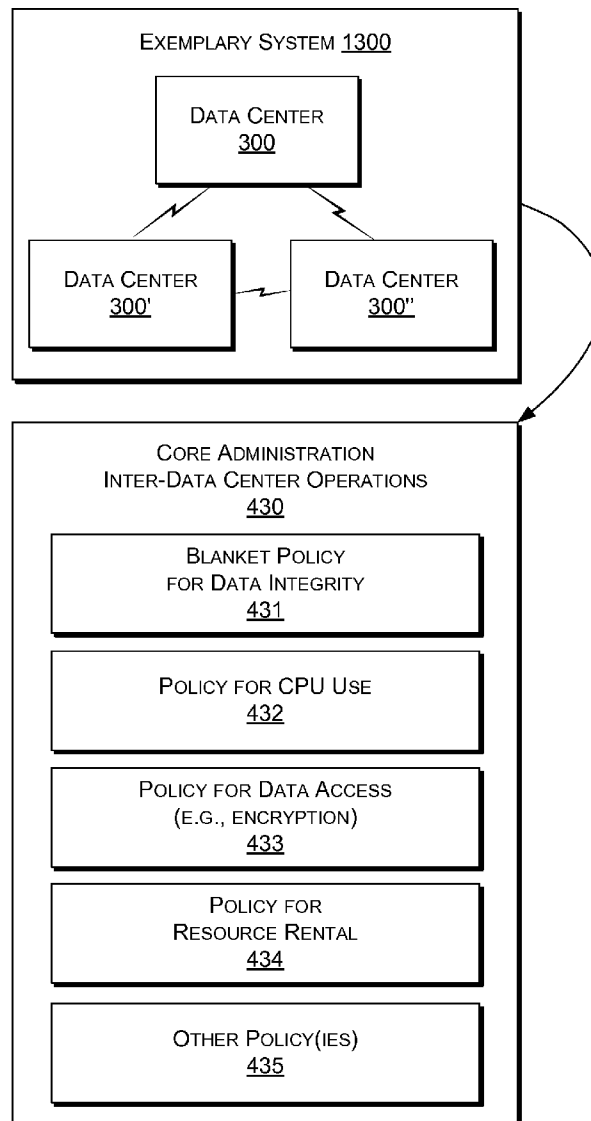 EXEMPLARY SYSTEM 1300
DATA CENTER
300
DATA CENTER
300'
DATA CENTER
300"
CORE ADMINISTRATION
INTER-DATA CENTER OPERATIONS
430
BLANKET POLICY
FOR DATA INTEGRITY
431
POLICY FOR CPU USE
432
POLICY FOR DATA ACCESS
(E.G., ENCRYPTION)
433
POLICY FOR
RESOURCE RENTAL
434
OTHER POLICY(IES)
435